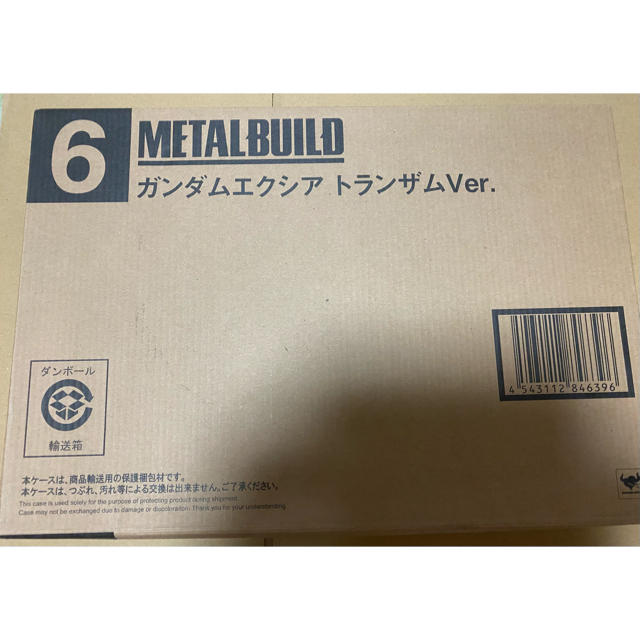 6
METAL BUILD
ガンダムエクシア トランザムVer.
4 543112 846396
ダンボール
輸送箱
本ケースは、商品輸送用の保護梱包材です。
本ケースは、つぶれ、汚れ等による交換は出来ません。ご了承ください。
This case is used solely for the purpose of protecting product during shipment.
Case may not be exchanged due to damage or discoloration. Thank you for your understanding.